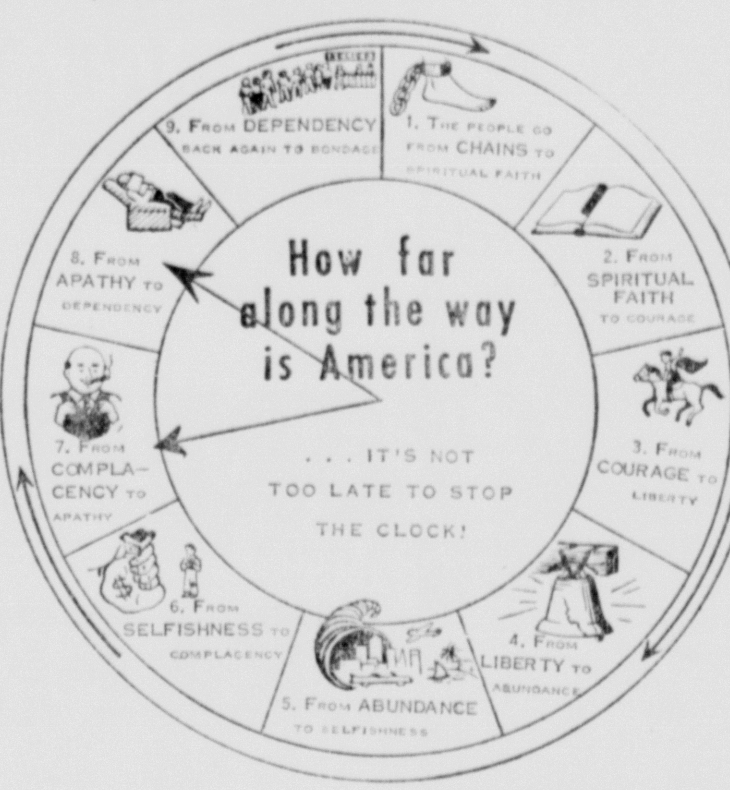 How far
along the way
is America?
. . . IT'S NOT
TOO LATE TO STOP
THE CLOCK!
1. THE PEOPLE GO
FROM CHAINS TO
SPIRITUAL FAITH
2. FROM
SPIRITUAL
FAITH
TO COURAGE
3. FROM
COURAGE TO
LIBERTY
4. FROM
LIBERTY TO
ABUNDANCE
5. FROM ABUNDANCE
TO SELFISHNESS
6. FROM
SELFISHNESS TO
COMPLACENCY
7. FROM
COMPLA-
CENCY TO
APATHY
8. FROM
APATHY TO
DEPENDENCY
RELIEF
9. FROM DEPENDENCY
BACK AGAIN TO BONDAGE
$